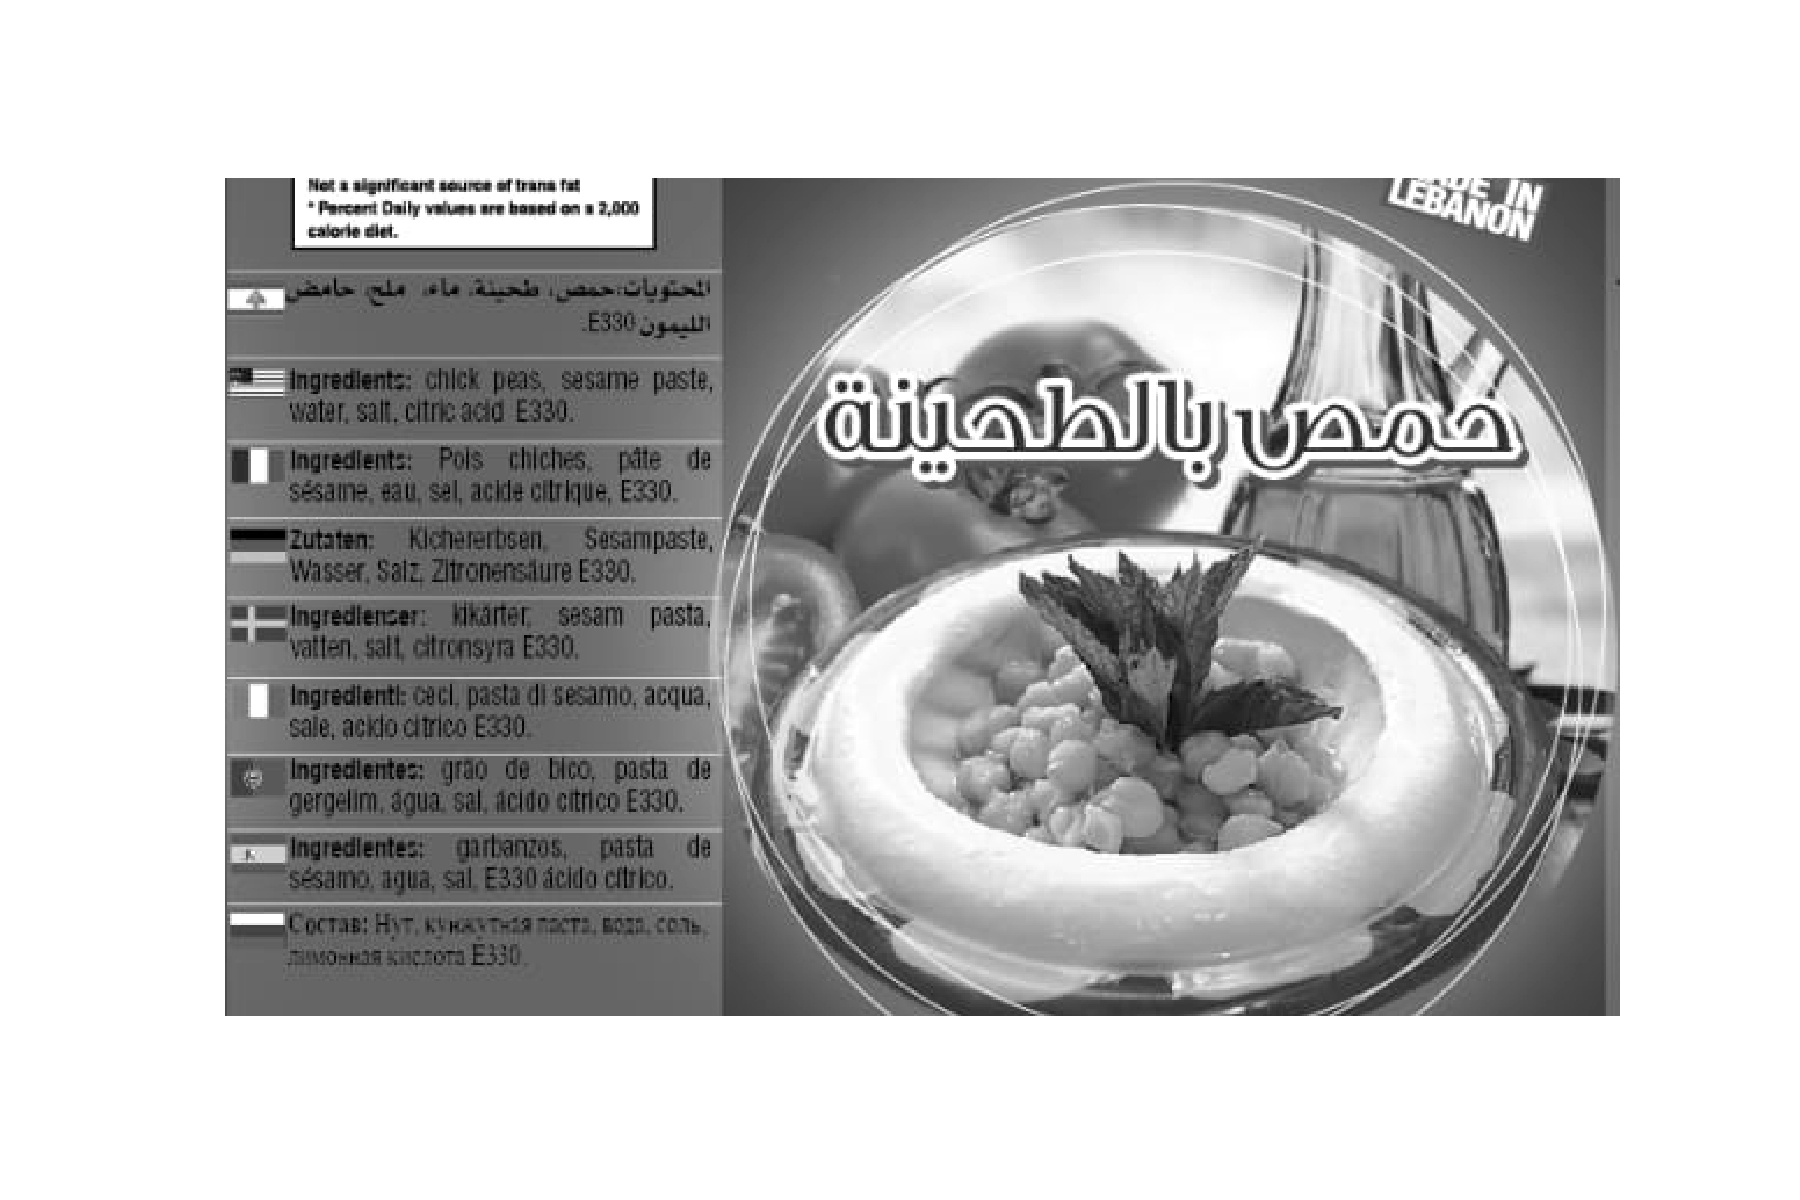 Not a significant source of trans fat
* Percent Daily values are based on a 2,000
calorie diet.
المحتويات:حمص، طحينة، ماء، ملح، حامض
الليمون E330.
Ingredients: chick peas, sesame paste,
water, salt, citric acid E330.
Ingredients: Pois chiches, pâte de
sésame, eau, sel, acide citrique, E330.
Zutaten: Kichererbsen, Sesampaste,
Wasser, Salz, Zitronensäure E330.
Ingredienser: kikärter, sesam pasta,
vatten, salt, citronsyra E330.
Ingredienti: ceci, pasta di sesamo, acqua,
sale, acido citrico E330.
Ingredientes: grão de bico, pasta de
gergelim, água, sal, ácido cítrico E330.
Ingredientes: garbanzos, pasta de
sésamo, agua, sal, E330 ácido cítrico.
Состав: Нут, кунжутная паста, вода, соль,
лимонная кислота E330.
MADE IN
LEBANON
حمص بالطحينة